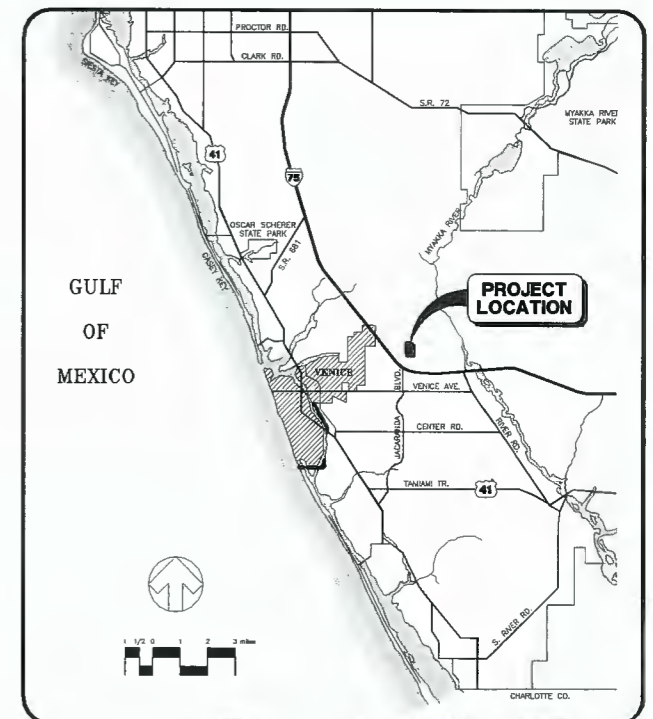 PROCTOR RD.
CLARK RD.
SIESTA KEY
S.R. 72
MYAKKA RIVER
STATE PARK
41
75
MYAKKA RIVER
OSCAR SCHERER
STATE PARK
S.R. 681
CASEY KEY
GULF
OF
MEXICO
PROJECT
LOCATION
VENICE
BLVD.
VENICE AVE.
JACARANDA
CENTER RD.
RIVER RD.
TAMIAMI TR.
41
S. RIVER RD.
1 1/2 0 1 2 3 miles
CHARLOTTE CO.